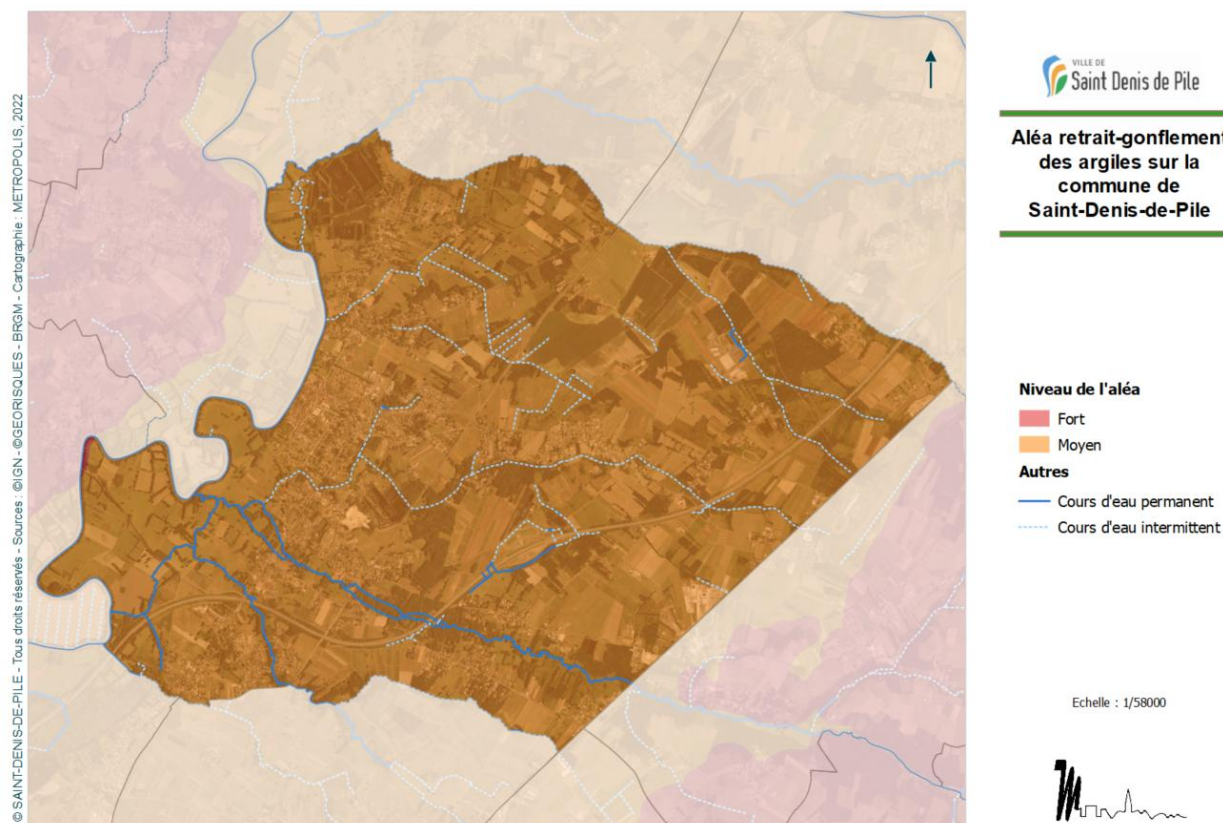 © SAINT-DENIS-DE-PILE - Tous droits réservés - Sources : ©IGN - ©GEORISQUES - BRGM - Cartographie : METROPOLIS, 2022
VILLE DE
Saint Denis de Pile
Aléa retrait-gonflement
des argiles sur la
commune de
Saint-Denis-de-Pile
Niveau de l'aléa
Fort
Moyen
Autres
Cours d'eau permanent
Cours d'eau intermittent
Echelle : 1/58000